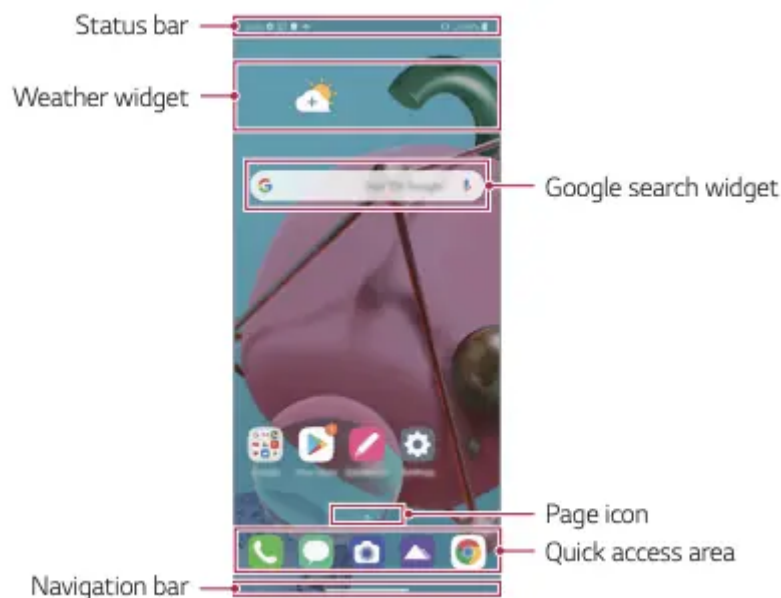 Status bar
Weather widget
Google search widget
Page icon
Quick access area
Navigation bar